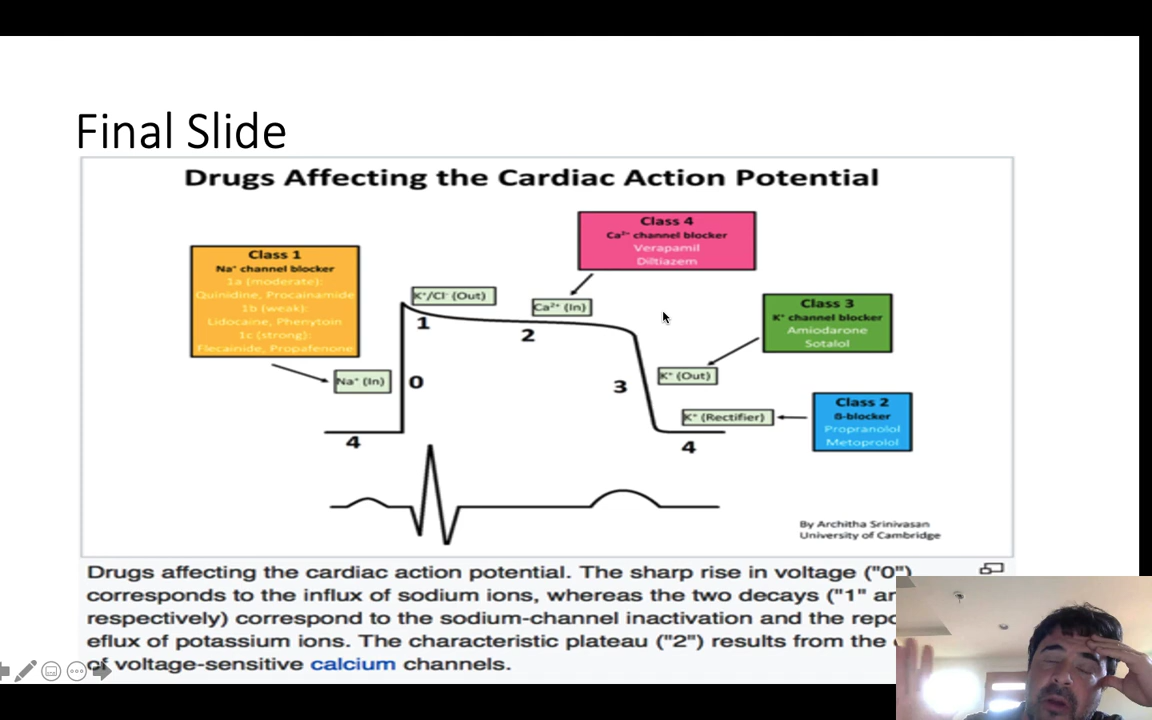 Final Slide
Drugs Affecting the Cardiac Action Potential
Class 4
Ca²⁺ channel blocker
Verapamil
Diltiazem
Class 1
Na⁺ channel blocker
1a (moderate):
Quinidine, Procainamide
1b (weak):
Lidocaine, Phenytoin
1c (strong):
Flecainide, Propafenone
K⁺/Cl⁻ (Out)
Ca²⁺ (In)
Class 3
K⁺ channel blocker
Amiodarone
Sotalol
1
2
Na⁺ (In)
0
3
K⁺ (Out)
Class 2
ß-blocker
Propranolol
Metoprolol
K⁺ (Rectifier)
4
4
By Architha Srinivasan
University of Cambridge
Drugs affecting the cardiac action potential. The sharp rise in voltage ("0")
corresponds to the influx of sodium ions, whereas the two decays ("1"
respectively) correspond to the sodium-channel inactivation and the
eflux of potassium ions. The characteristic plateau ("2") results from the
of voltage-sensitive calcium channels.